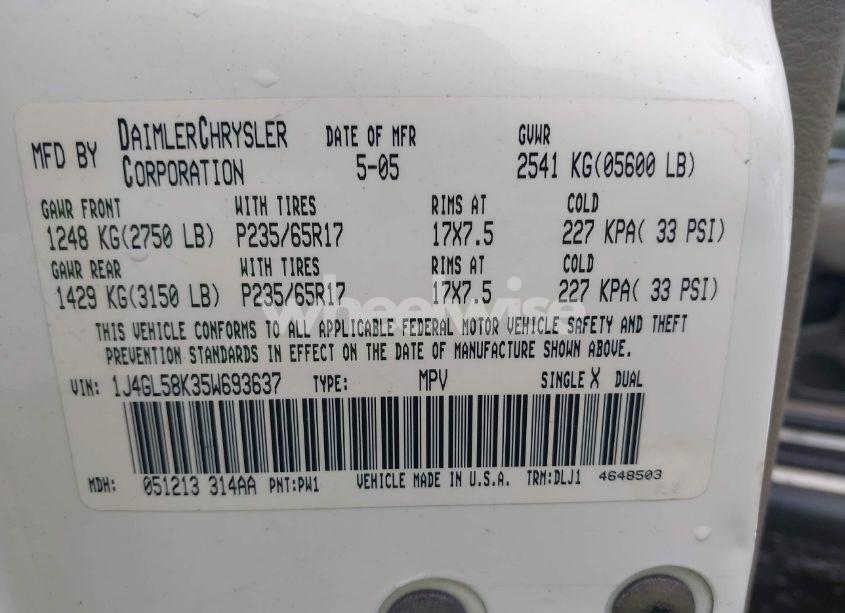 MFD BY DAIMLERCHRYSLER CORPORATION DATE OF MFR 5-05 GVWR 2541 KG(05600 LB)
GAWR FRONT WITH TIRES RIMS AT COLD
1248 KG(2750 LB) P235/65R17 17X7.5 227 KPA( 33 PSI)
GAWR REAR WITH TIRES RIMS AT COLD
1429 KG(3150 LB) P235/65R17 17X7.5 227 KPA( 33 PSI)
wheelwise
THIS VEHICLE CONFORMS TO ALL APPLICABLE FEDERAL MOTOR VEHICLE SAFETY AND THEFT
PREVENTION STANDARDS IN EFFECT ON THE DATE OF MANUFACTURE SHOWN ABOVE.
VIN: 1J4GL58K35W693637 TYPE: MPV SINGLE X DUAL
MDH: 051213 314AA PNT:PW1 VEHICLE MADE IN U.S.A. TRM:DLJ1 4648503